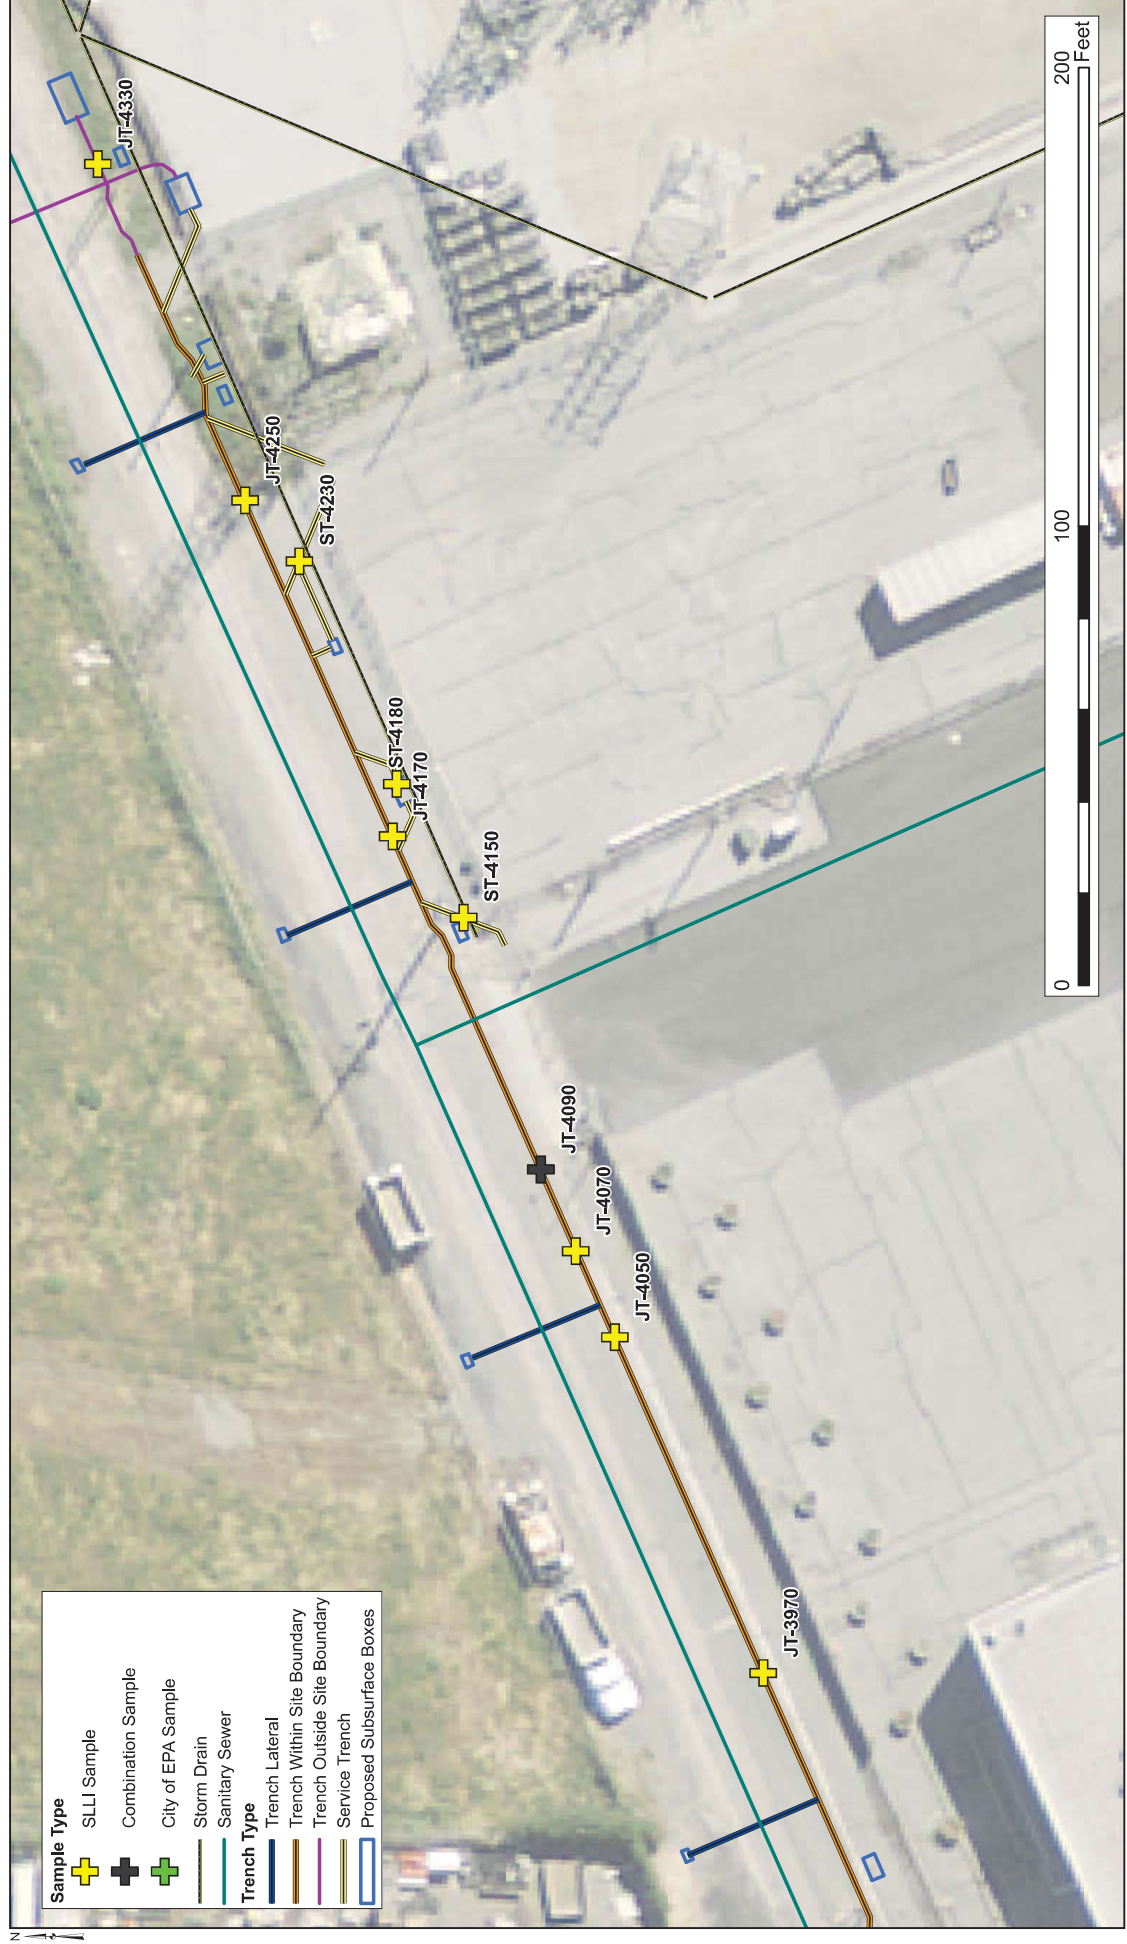 N
Sample Type
SLLI Sample
Combination Sample
City of EPA Sample
Storm Drain
Sanitary Sewer
Trench Type
Trench Lateral
Trench Within Site Boundary
Trench Outside Site Boundary
Service Trench
Proposed Subsurface Boxes
JT-3970
JT-4050
JT-4070
JT-4090
ST-4150
JT-4170
ST-4180
ST-4230
JT-4250
JT-4330
0 100 200
Feet